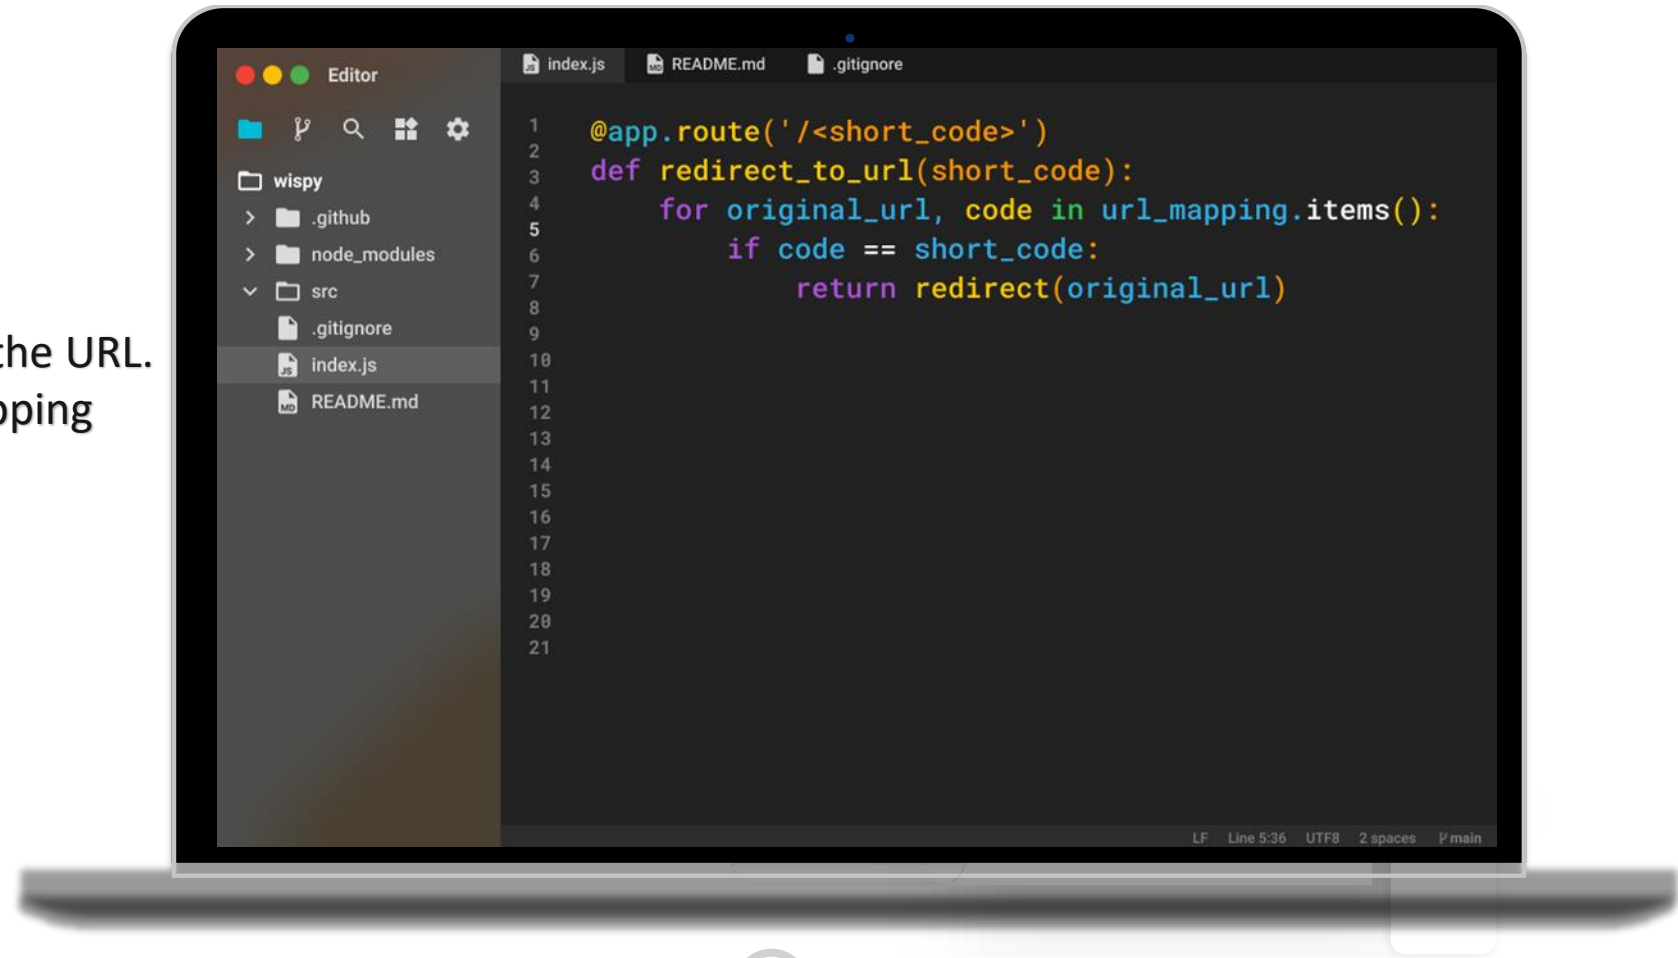 the URL.
Editor
index.js README.md .gitignore
wispy
.github
node_modules
src
.gitignore
index.js
README.md
1
2
3
4
5
6
7
8
9
10
11
12
13
14
15
16
17
18
19
20
21
@app.route('/<short_code>')
def redirect_to_url(short_code):
for original_url, code in url_mapping.items():
if code == short_code:
return redirect(original_url)
LF Line 5:36 UTF8 2 spaces main